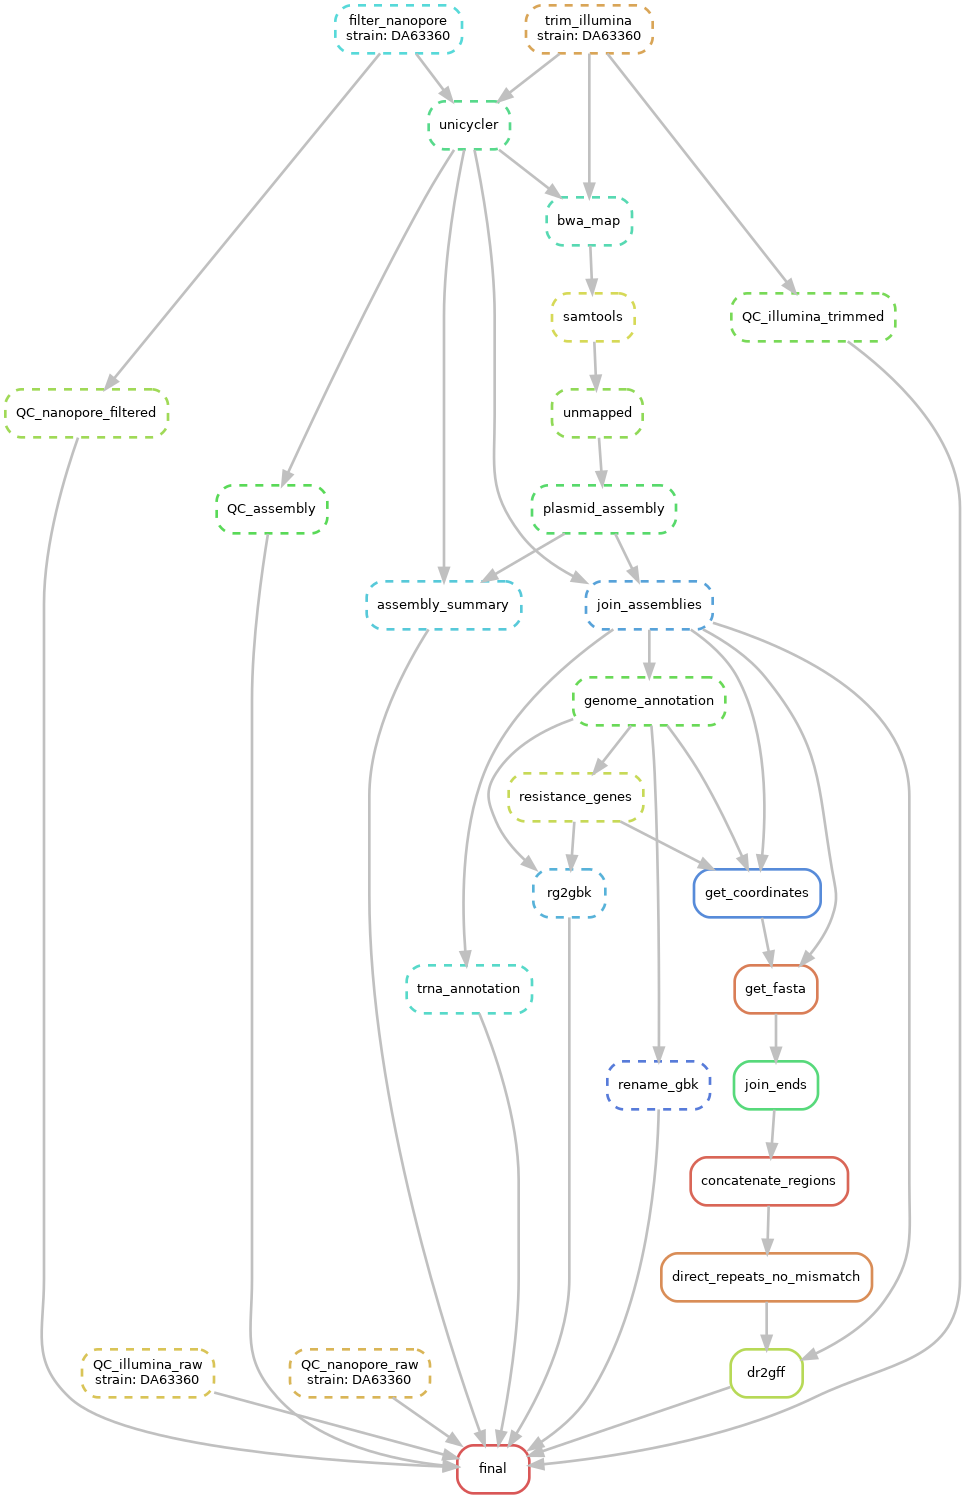 filter_nanopore
strain: DA63360
trim_illumina
strain: DA63360
unicycler
bwa_map
samtools
QC_illumina_trimmed
QC_nanopore_filtered
unmapped
QC_assembly
plasmid_assembly
assembly_summary
join_assemblies
genome_annotation
resistance_genes
rg2gbk
get_coordinates
trna_annotation
get_fasta
rename_gbk
join_ends
concatenate_regions
direct_repeats_no_mismatch
QC_illumina_raw
strain: DA63360
QC_nanopore_raw
strain: DA63360
dr2gff
final